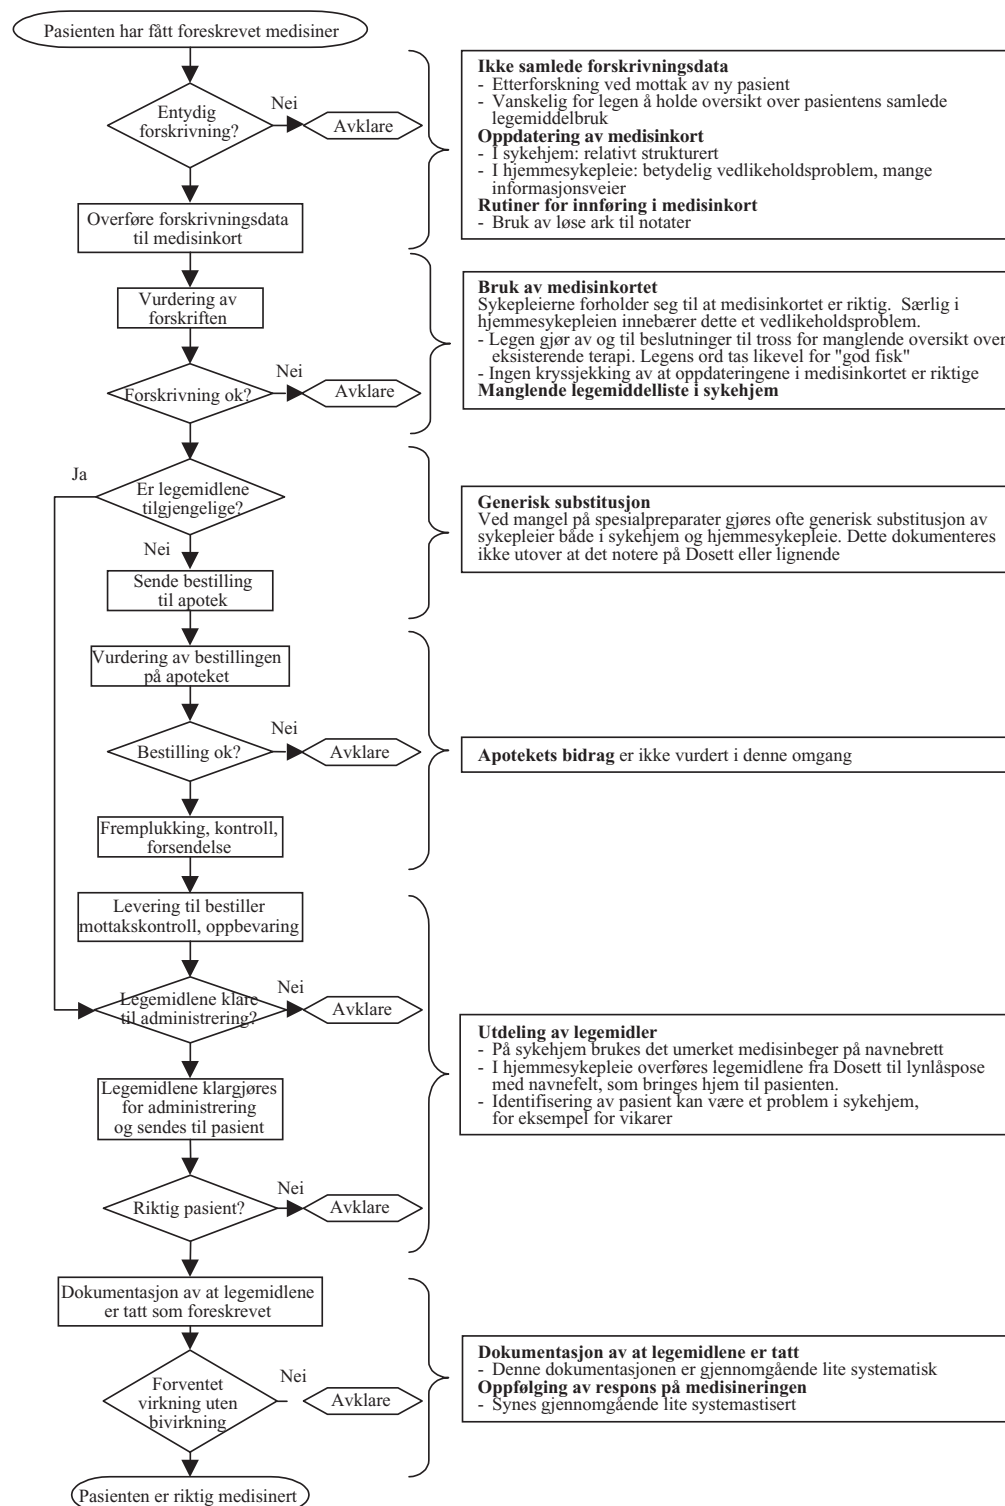 Pasienten har fått foreskrevet medisiner
Entydig
forskrivning?
Nei
Avklare
Overføre forskrivningsdata
til medisinkort
Ikke samlede forskrivningsdata
- Etterforskning ved mottak av ny pasient
- Vanskelig for legen å holde oversikt over pasientens samlede
legemiddelbruk
Oppdatering av medisinkort
- I sykehjem: relativt strukturert
- I hjemmesykepleie: betydelig vedlikeholdsproblem, mange
informasjonsveier
Rutiner for innføring i medisinkort
- Bruk av løse ark til notater
Vurdering av
forskriften
Forskrivning ok?
Nei
Avklare
Bruk av medisinkortet
Sykepleierne forholder seg til at medisinkortet er riktig. Særlig i
hjemmesykepleien innebærer dette et vedlikeholdsproblem.
- Legen gjør av og til beslutninger til tross for manglende oversikt over
eksisterende terapi. Legens ord tas likevel for "god fisk"
- Ingen kryssjekking av at oppdateringene i medisinkortet er riktige
Manglende legemiddelliste i sykehjem
Ja
Er legemidlene
tilgjengelige?
Nei
Sende bestilling
til apotek
Generisk substitusjon
Ved mangel på spesialpreparater gjøres ofte generisk substitusjon av
sykepleier både i sykehjem og hjemmesykepleie. Dette dokumenteres
ikke utover at det notere på Dosett eller lignende
Vurdering av bestillingen
på apoteket
Bestilling ok?
Nei
Avklare
Fremplukking, kontroll,
forsendelse
Apotekets bidrag er ikke vurdert i denne omgang
Levering til bestiller
mottakskontroll, oppbevaring
Legemidlene klare
til administrering?
Nei
Avklare
Legemidlene klargjøres
for administrering
og sendes til pasient
Riktig pasient?
Nei
Avklare
Utdeling av legemidler
- På sykehjem brukes det umerket medisinbeger på navnebrett
- I hjemmesykepleie overføres legemidlene fra Dosett til lynlåspose
med navnefelt, som bringes hjem til pasienten.
- Identifisering av pasient kan være et problem i sykehjem,
for eksempel for vikarer
Dokumentasjon av at legemidlene
er tatt som foreskrevet
Forventet
virkning uten
bivirkning
Nei
Avklare
Dokumentasjon av at legemidlene er tatt
- Denne dokumentasjonen er gjennomgående lite systematisk
Oppfølging av respons på medisineringen
- Synes gjennomgående lite systemastisert
Pasienten er riktig medisinert